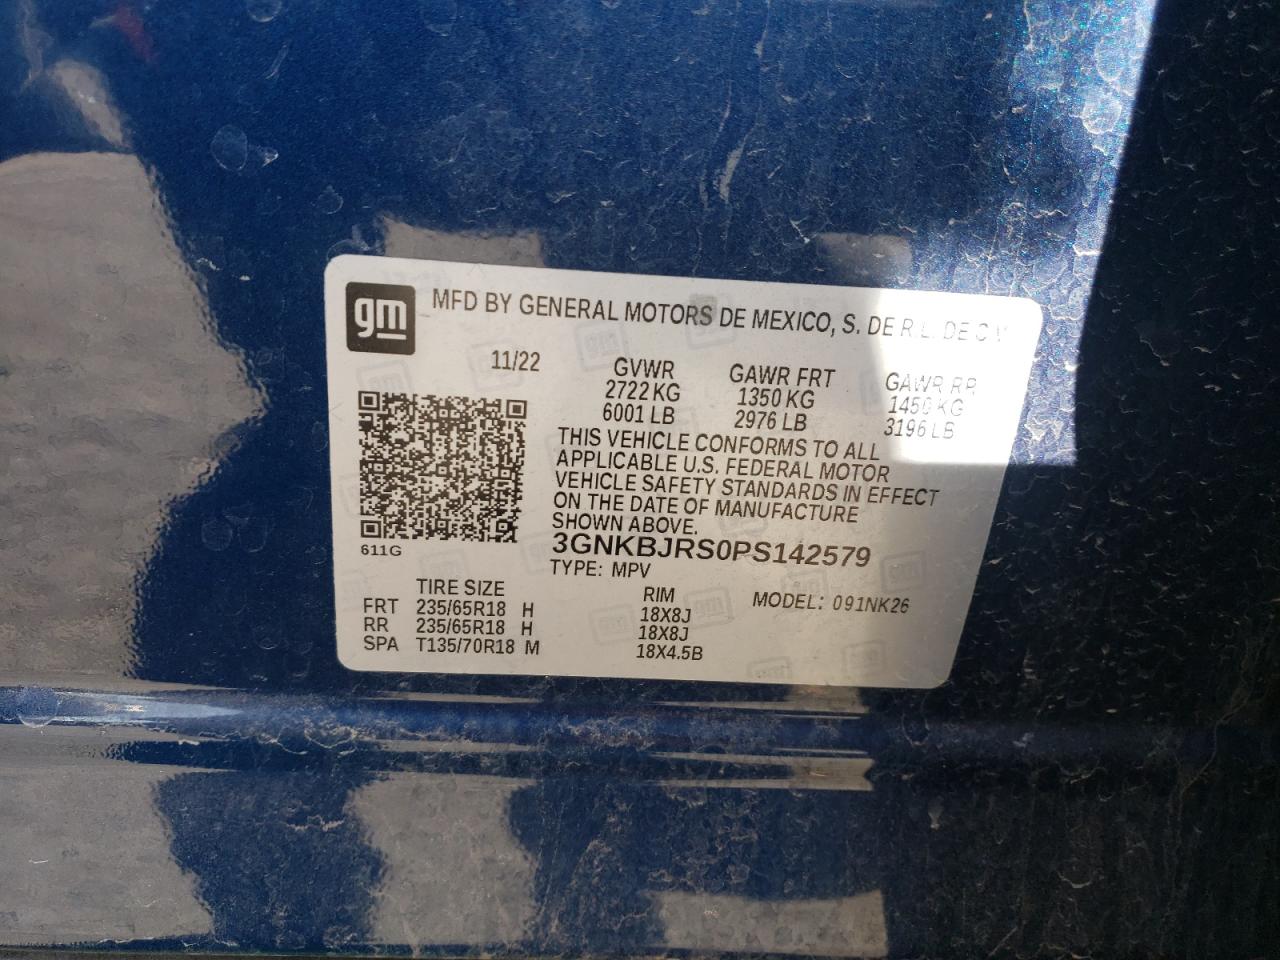 gm MFD BY GENERAL MOTORS DE MEXICO, S. DE R.L. DE C.V.
11/22 GVWR GAWR FRT GAWR RR
2722 KG 1350 KG 1450 KG
6001 LB 2976 LB 3196 LB
THIS VEHICLE CONFORMS TO ALL
APPLICABLE U.S. FEDERAL MOTOR
VEHICLE SAFETY STANDARDS IN EFFECT
ON THE DATE OF MANUFACTURE
SHOWN ABOVE.
611G
3GNKBJRS0PS142579
TYPE: MPV
TIRE SIZE RIM MODEL: 091NK26
FRT 235/65R18 H 18X8J
RR 235/65R18 H 18X8J
SPA T135/70R18 M 18X4.5B